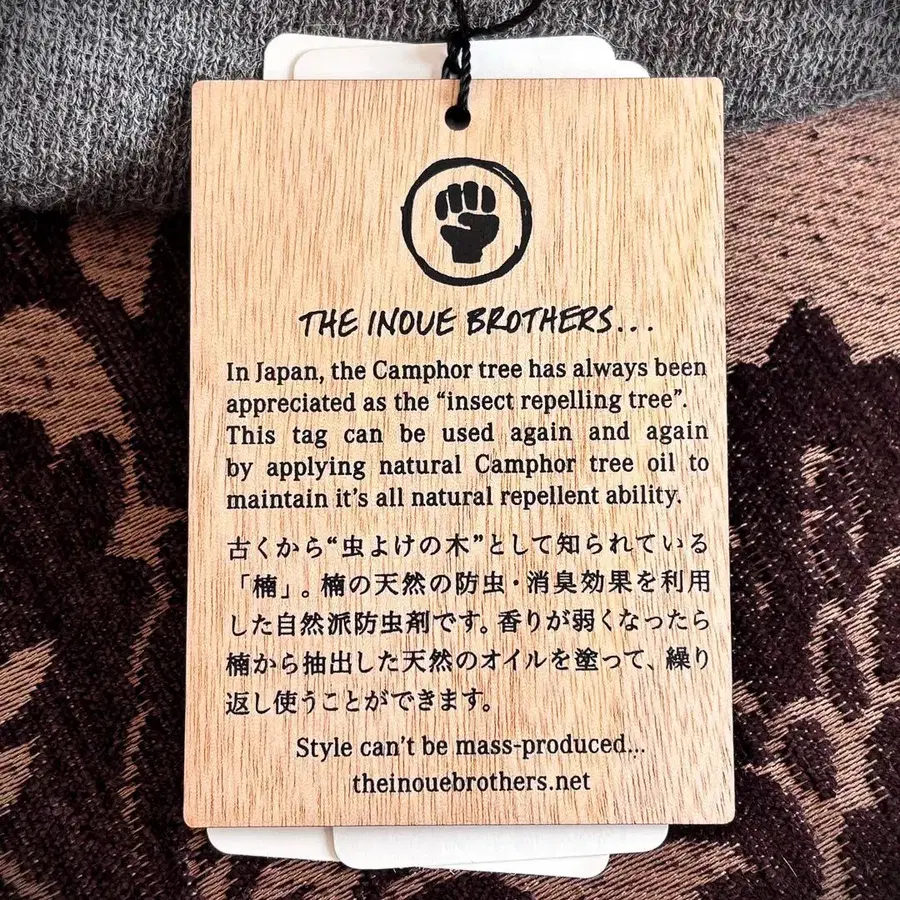 THE INOUE BROTHERS...
In Japan, the Camphor tree has always been
appreciated as the “insect repelling tree”.
This tag can be used again and again
by applying natural Camphor tree oil to
maintain it’s all natural repellent ability.
古くから“虫よけの木”として知られている
「楠」。楠の天然の防虫・消臭効果を利用
した自然派防虫剤です。香りが弱くなったら
楠から抽出した天然のオイルを塗って、繰り
返し使うことができます。
Style can’t be mass-produced...
theinouebrothers.net